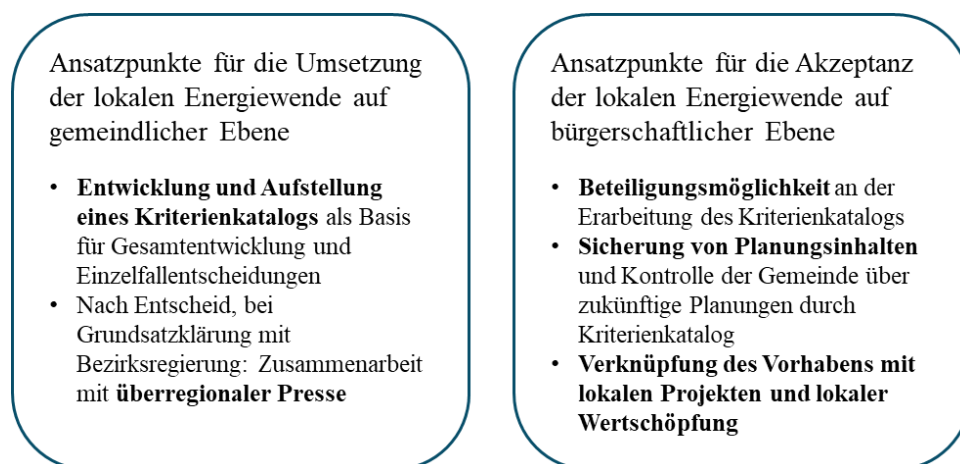 Ansatzpunkte für die Umsetzung
der lokalen Energiewende auf
gemeindlicher Ebene
• Entwicklung und Aufstellung
eines Kriterienkatalogs als Basis
für Gesamtentwicklung und
Einzelfallentscheidungen
• Nach Entscheid, bei
Grundsatzklärung mit
Bezirksregierung: Zusammenarbeit
mit überregionaler Presse
Ansatzpunkte für die Akzeptanz
der lokalen Energiewende auf
bürgerschaftlicher Ebene
• Beteiligungsmöglichkeit an der
Erarbeitung des Kriterienkatalogs
• Sicherung von Planungsinhalten
und Kontrolle der Gemeinde über
zukünftige Planungen durch
Kriterienkatalog
• Verknüpfung des Vorhabens mit
lokalen Projekten und lokaler
Wertschöpfung